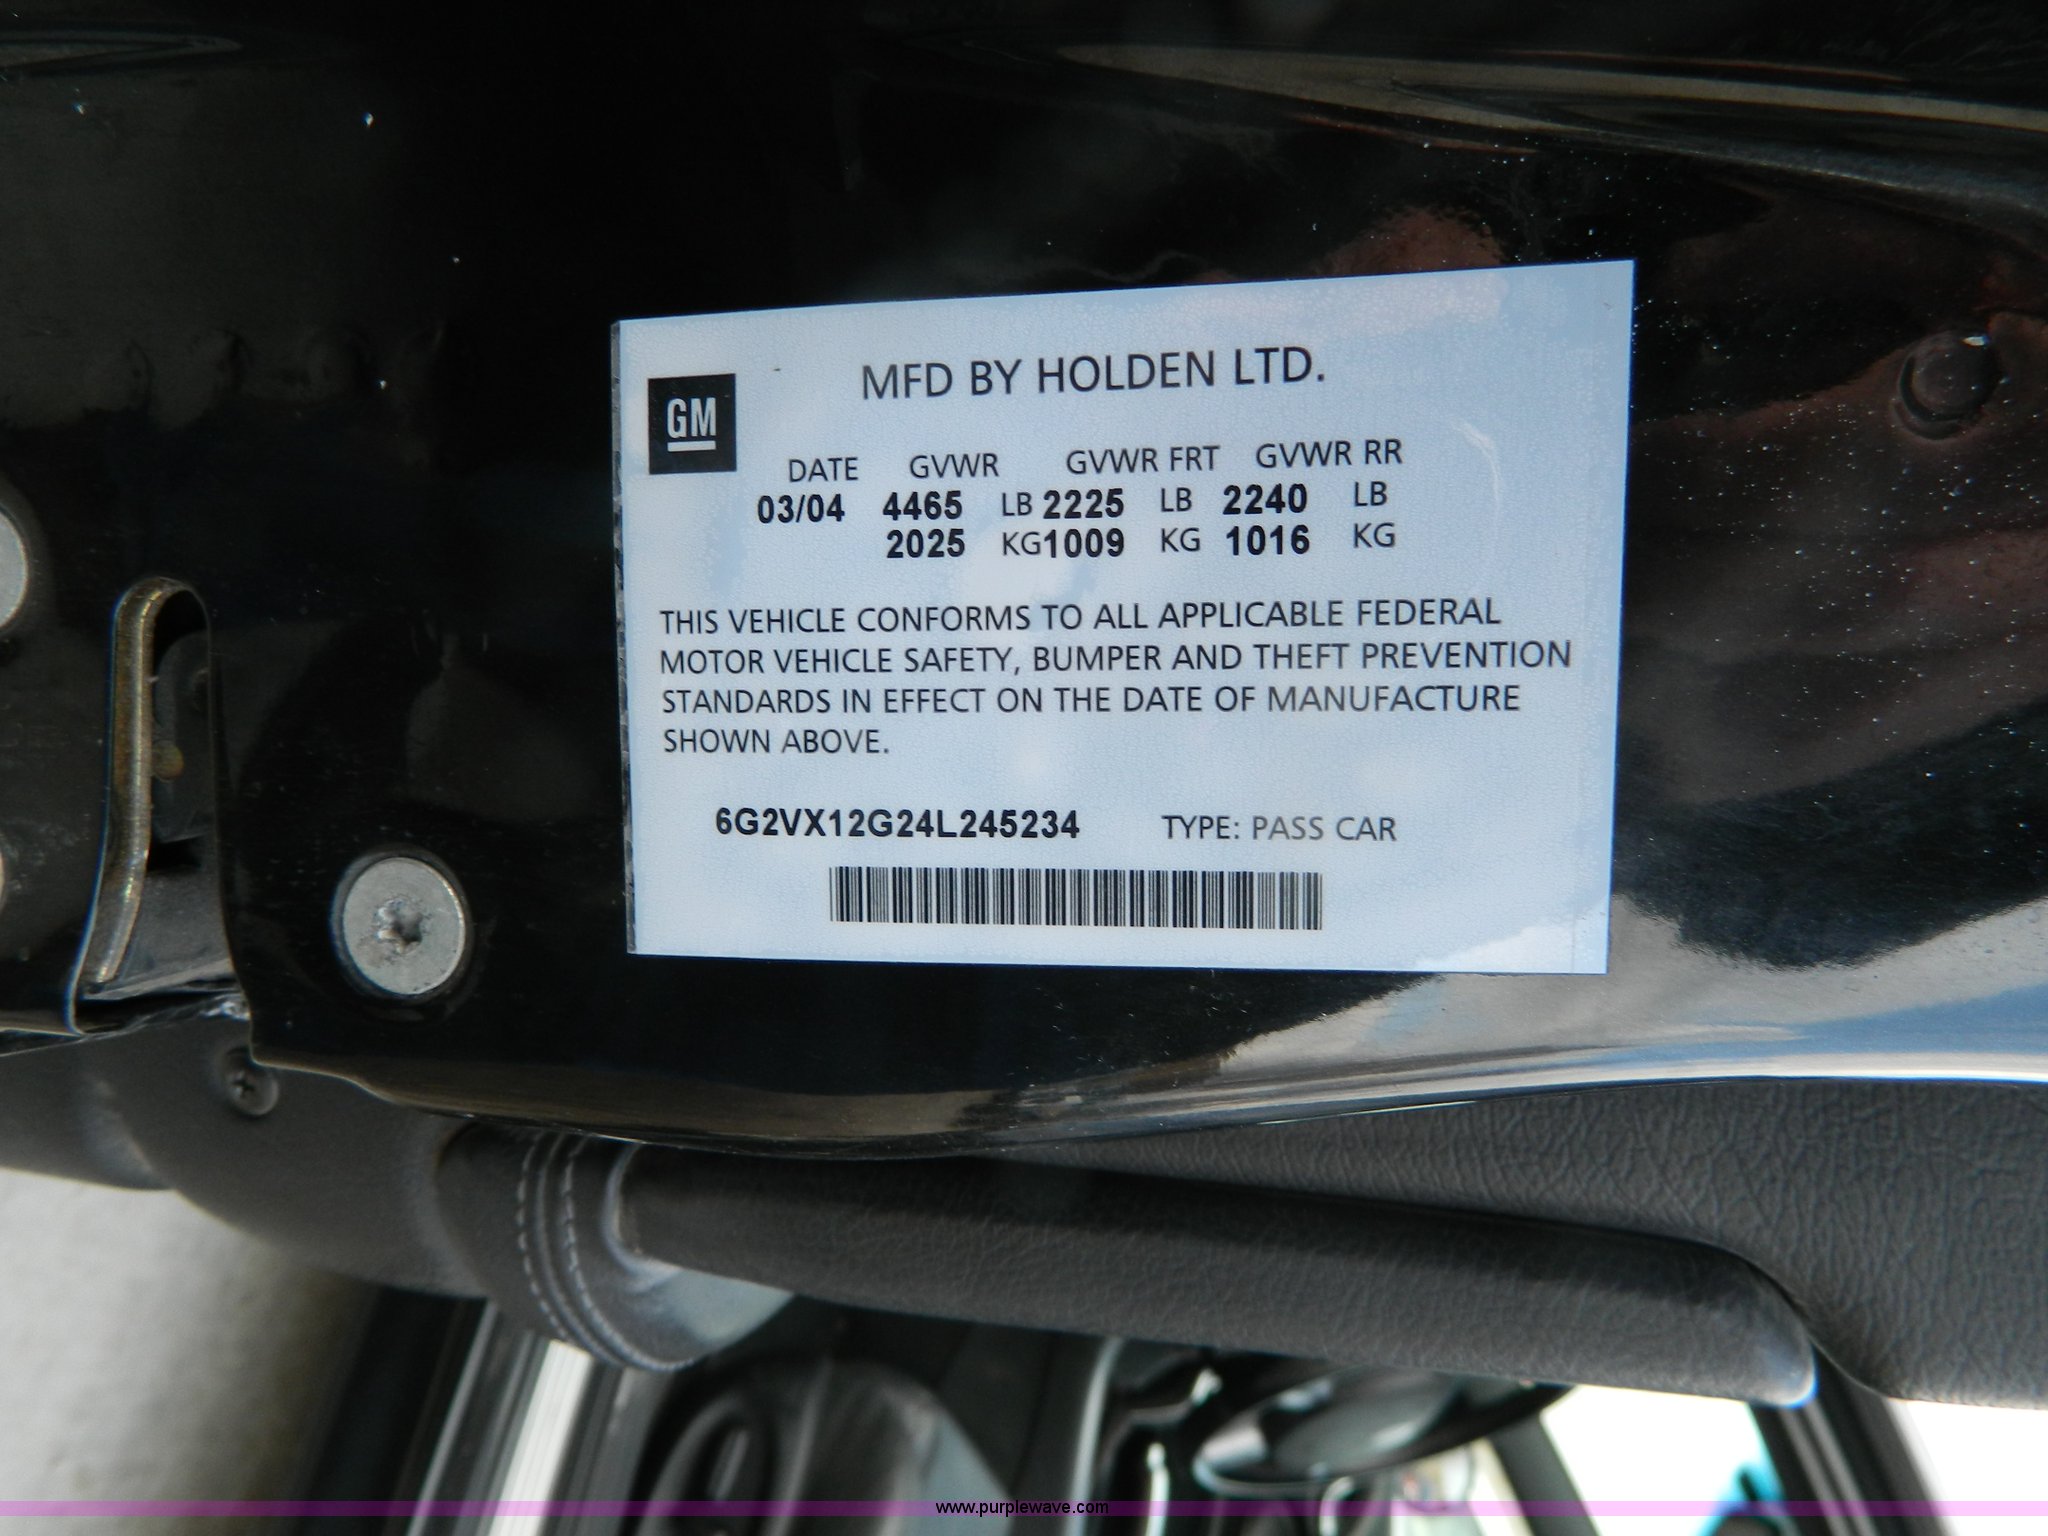 MFD BY HOLDEN LTD.
GM
DATE GVWR GVWR FRT GVWR RR
03/04 4465 LB 2225 LB 2240 LB
2025 KG 1009 KG 1016 KG
THIS VEHICLE CONFORMS TO ALL APPLICABLE FEDERAL
MOTOR VEHICLE SAFETY, BUMPER AND THEFT PREVENTION
STANDARDS IN EFFECT ON THE DATE OF MANUFACTURE
SHOWN ABOVE.
6G2VX12G24L245234 TYPE: PASS CAR
www.purplewave.com